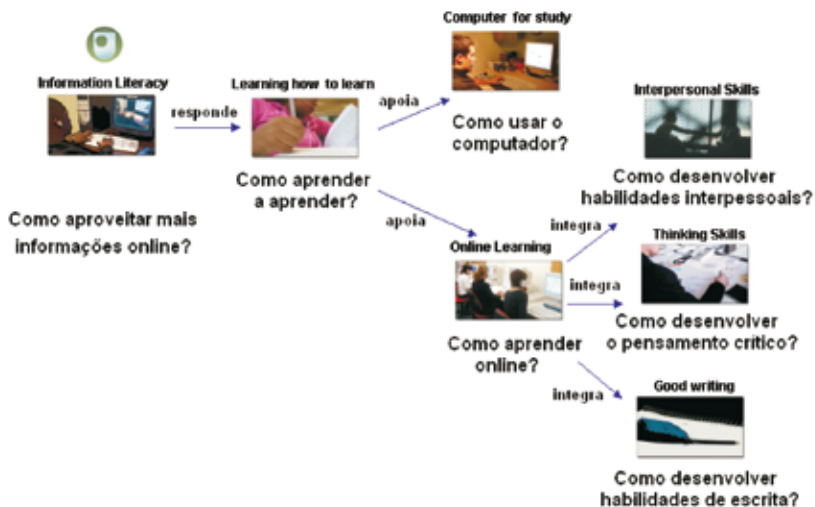 Information Literacy
responde
Learning how to learn
apoia
Computer for study
Como usar o
computador?
Como aprender
a aprender?
Como aproveitar mais
informações online?
apoia
Online Learning
Como aprender
online?
integra
Interpersonal Skills
Como desenvolver
habilidades interpessoais?
integra
Thinking Skills
Como desenvolver
o pensamento crítico?
integra
Good writing
Como desenvolver
habilidades de escrita?